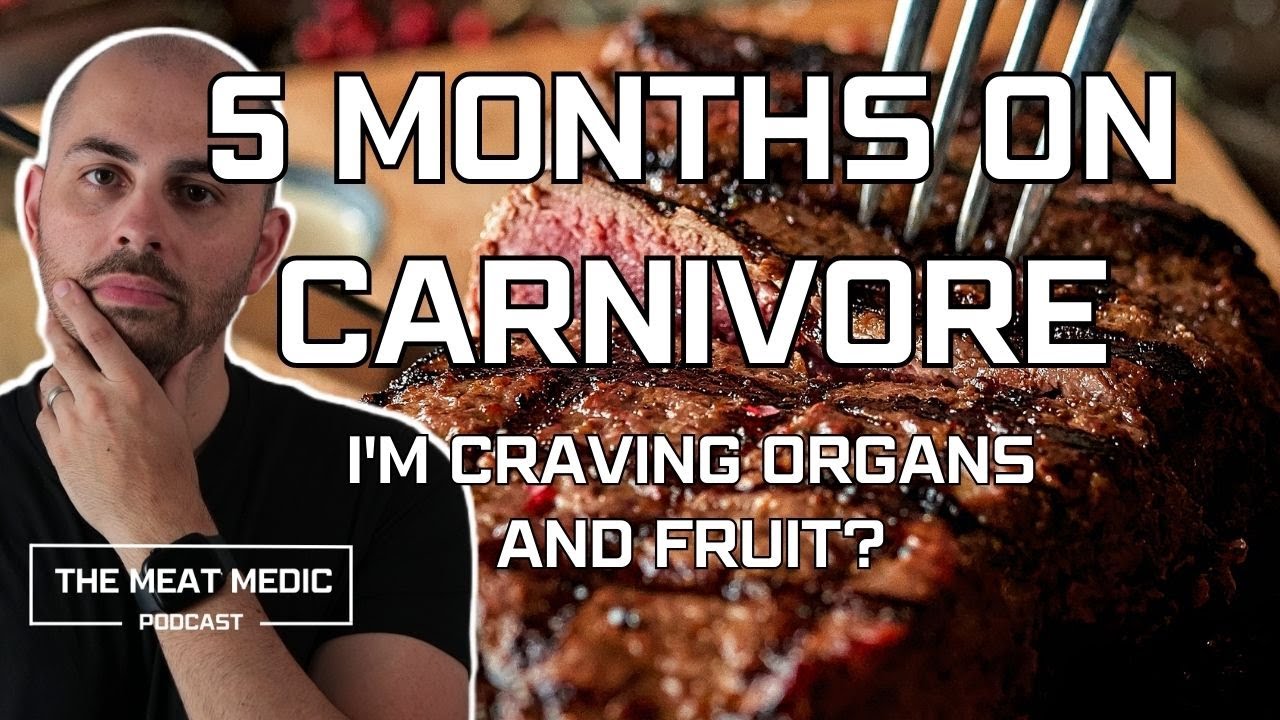 5 MONTHS ON
CARNIVORE
I'M CRAVING ORGANS
AND FRUIT?
THE MEAT MEDIC
PODCAST